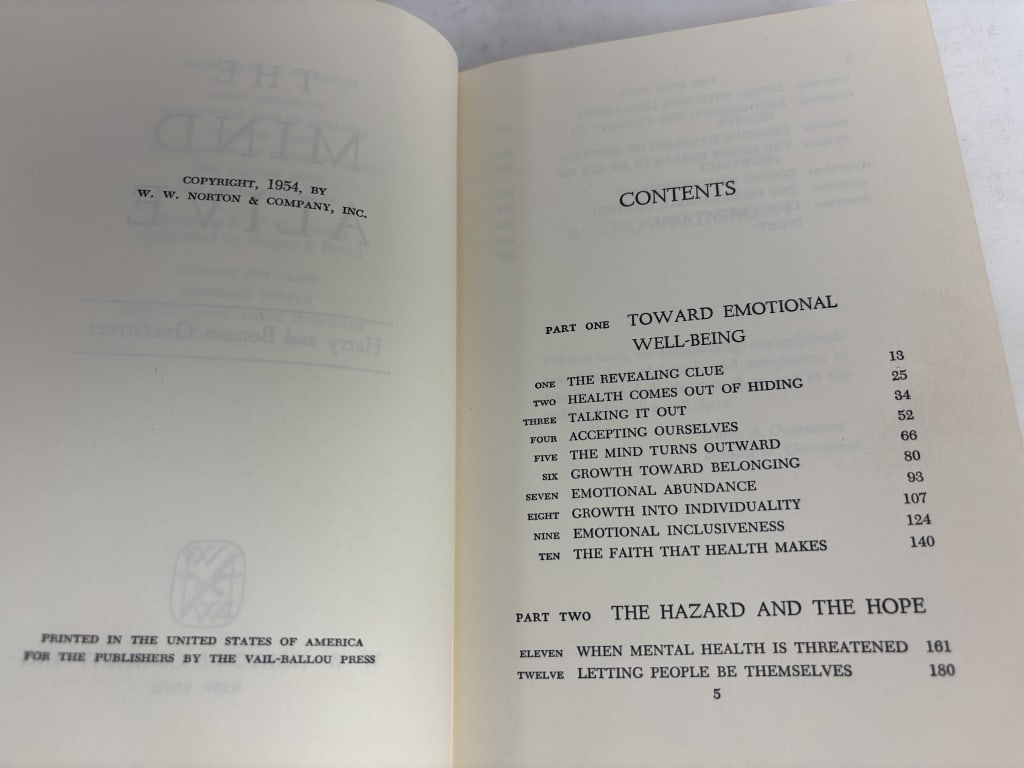 COPYRIGHT, 1954, BY
W. W. NORTON & COMPANY, INC.
PRINTED IN THE UNITED STATES OF AMERICA
FOR THE PUBLISHERS BY THE VAIL-BALLOU PRESS
CONTENTS
PART ONE TOWARD EMOTIONAL
WELL-BEING
ONE THE REVEALING CLUE 13
TWO HEALTH COMES OUT OF HIDING 25
THREE TALKING IT OUT 34
FOUR ACCEPTING OURSELVES 52
FIVE THE MIND TURNS OUTWARD 66
SIX GROWTH TOWARD BELONGING 80
SEVEN EMOTIONAL ABUNDANCE 93
EIGHT GROWTH INTO INDIVIDUALITY 107
NINE EMOTIONAL INCLUSIVENESS 124
TEN THE FAITH THAT HEALTH MAKES 140
PART TWO THE HAZARD AND THE HOPE
ELEVEN WHEN MENTAL HEALTH IS THREATENED 161
TWELVE LETTING PEOPLE BE THEMSELVES 180
5